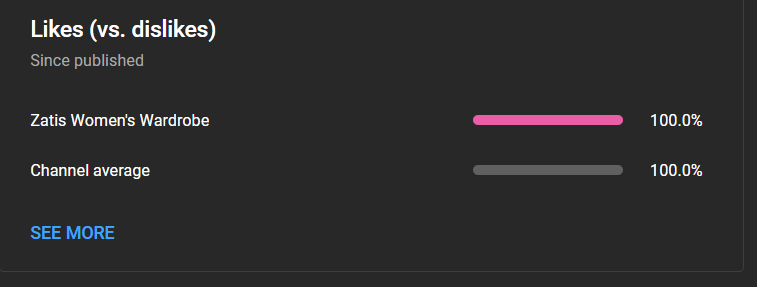 Likes (vs. dislikes)
Since published
Zatis Women's Wardrobe 100.0%
Channel average 100.0%
SEE MORE